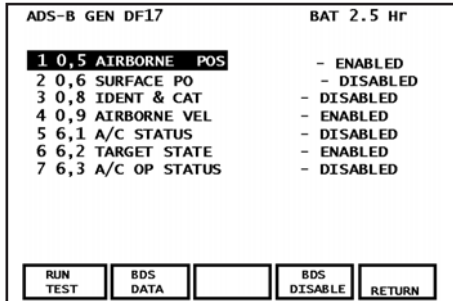 ADS-B GEN DF17 BAT 2.5 Hr
1 0,5 AIRBORNE POS - ENABLED
2 0,6 SURFACE PO - DISABLED
3 0,8 IDENT & CAT - DISABLED
4 0,9 AIRBORNE VEL - ENABLED
5 6,1 A/C STATUS - DISABLED
6 6,2 TARGET STATE - ENABLED
7 6,3 A/C OP STATUS - DISABLED
RUN TEST
BDS DATA
BDS DISABLE
RETURN